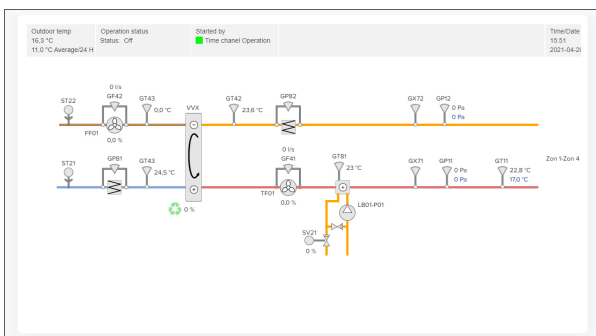 Outdoor temp
16,3 °C
11,0 °C Average/24 H
Operation status
Status: Off
Started by
Time chanel Operation
Time/Date
15:51
2021-04-20
ST22
0 l/s
GF42
GT43
0,0 °C
VVX
GT42
23,6 °C
GP82
GX72
GP12
0 Pa
0 Pa
FF01
0,0 %
ST21
GP81
GT43
24,5 °C
0 l/s
GF41
GT81
23 °C
GX71
GP11
0 Pa
0 Pa
GT11
22,8 °C
17,0 °C
Zon 1-Zon 4
TF01
0,0 %
0 %
LB01-P01
SV21
0 %